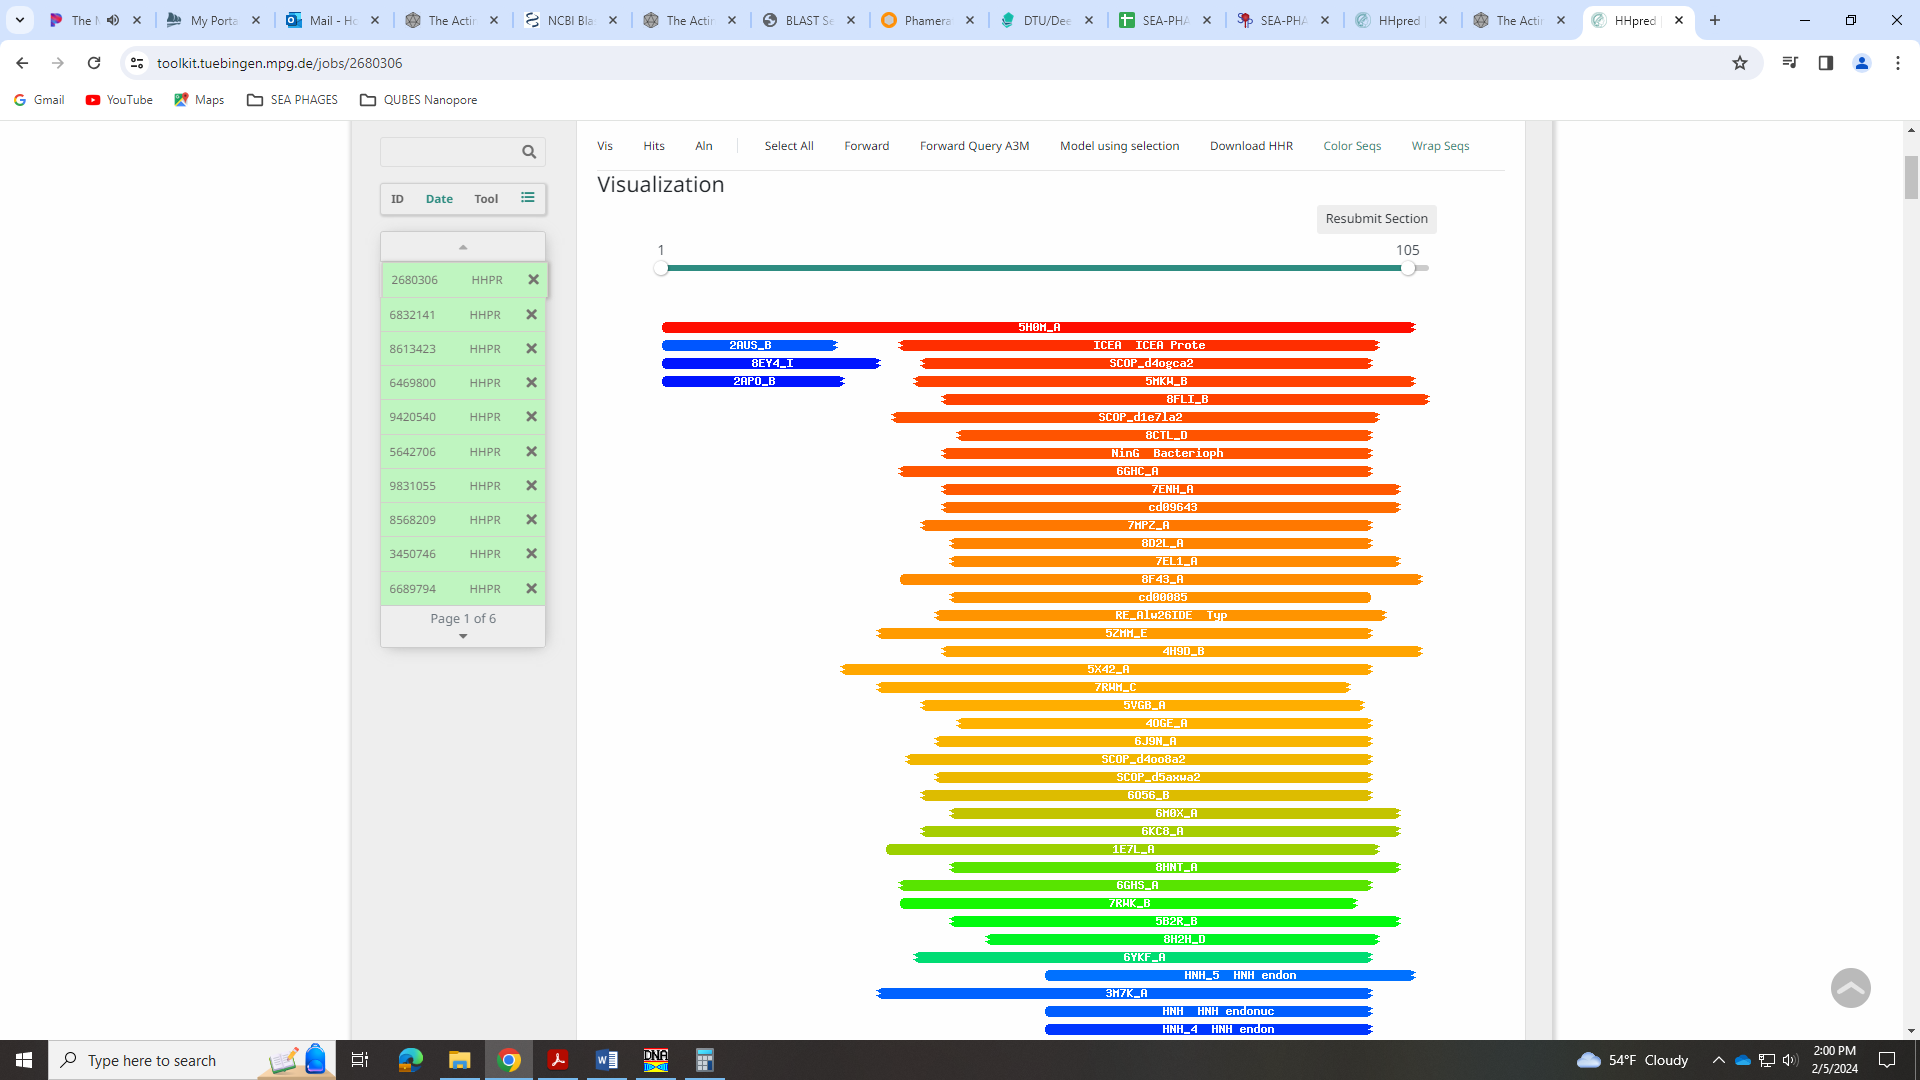 The M
My Porta
Mail - Ho
The Actin
NCBI Blas
The Actin
BLAST Se
Phamerat
DTU/Dee
SEA-PHA
SEA-PHA
HHpred
The Actin
HHpred
toolkit.tuebingen.mpg.de/jobs/2680306
Gmail
YouTube
Maps
SEA PHAGES
QUBES Nanopore
Vis
Hits
Aln
Select All
Forward
Forward Query A3M
Model using selection
Download HHR
Color Seqs
Wrap Seqs
ID
Date
Tool
2680306 HHPR
6832141 HHPR
8613423 HHPR
6469800 HHPR
9420540 HHPR
5642706 HHPR
9831055 HHPR
8568209 HHPR
3450746 HHPR
6689794 HHPR
Page 1 of 6
Visualization
Resubmit Section
1
105
5H0M_A
2AUS_B
ICEA ICEA Prote
8EY4_I
SCOP_d4ogca2
2APO_B
5MKW_B
8FLI_B
SCOP_d1e7la2
8CTL_D
NinG Bacterioph
6GHC_A
7ENH_A
cd09643
7MPZ_A
8D2L_A
7EL1_A
8F43_A
cd00085
RE_Alw26IDE Typ
5ZMM_E
4H9D_B
5X42_A
7RWM_C
5VGB_A
4OGE_A
6J9N_A
SCOP_d4oo8a2
SCOP_d5axwa2
6O56_B
6M0X_A
6KC8_A
1E7L_A
8HNT_A
6GHS_A
7RWK_B
5B2R_B
8H2H_D
6YKF_A
HNH_5 HNH endon
3M7K_A
HNH HNH endonuc
HNH_4 HNH endon
Type here to search
DNA
54°F Cloudy
2:00 PM
2/5/2024